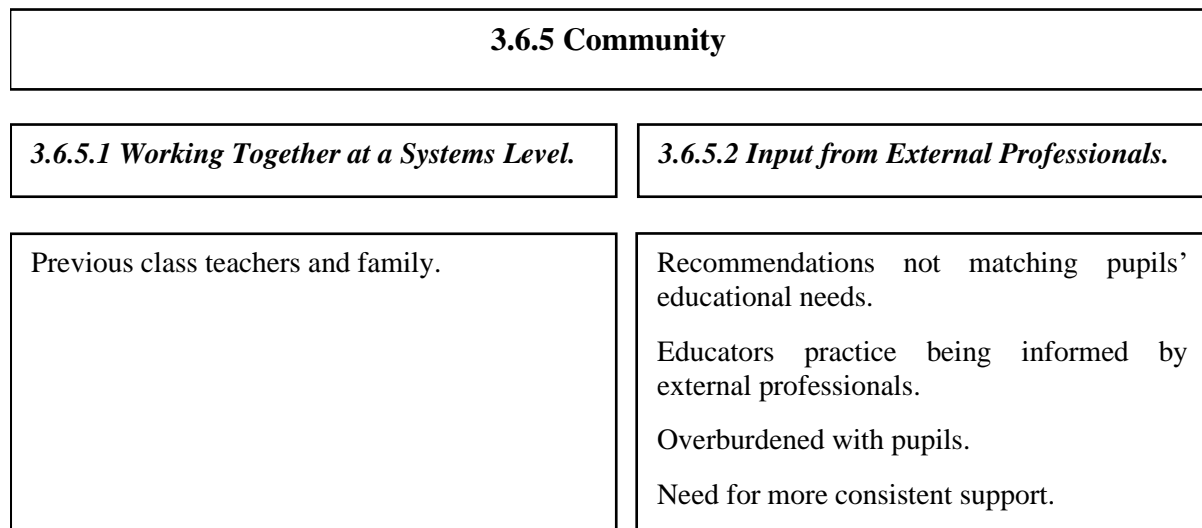 3.6.5 Community
3.6.5.1 Working Together at a Systems Level.
3.6.5.2 Input from External Professionals.
Previous class teachers and family.
Recommendations not matching pupils’
educational needs.
Educators practice being informed by
external professionals.
Overburdened with pupils.
Need for more consistent support.